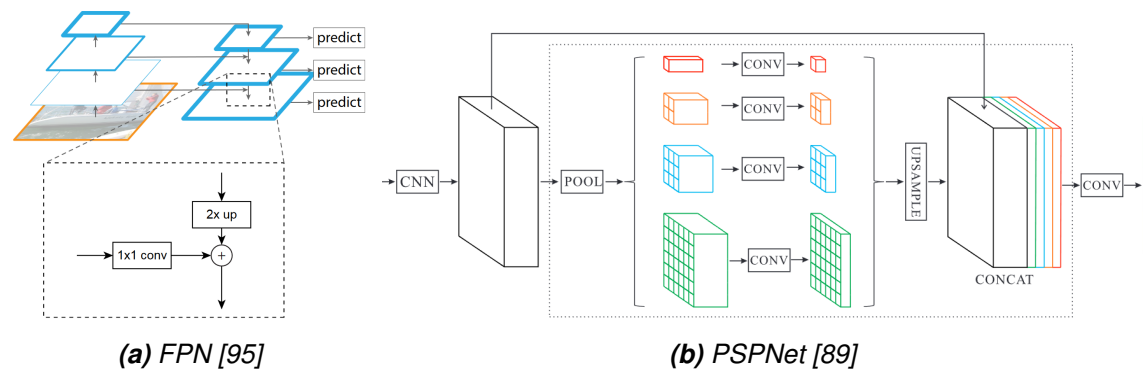 predict
predict
predict
2x up
1x1 conv
+
(a) FPN [95]
CNN
POOL
CONV
CONV
CONV
CONV
UPSAMPLE
CONCAT
CONV
(b) PSPNet [89]